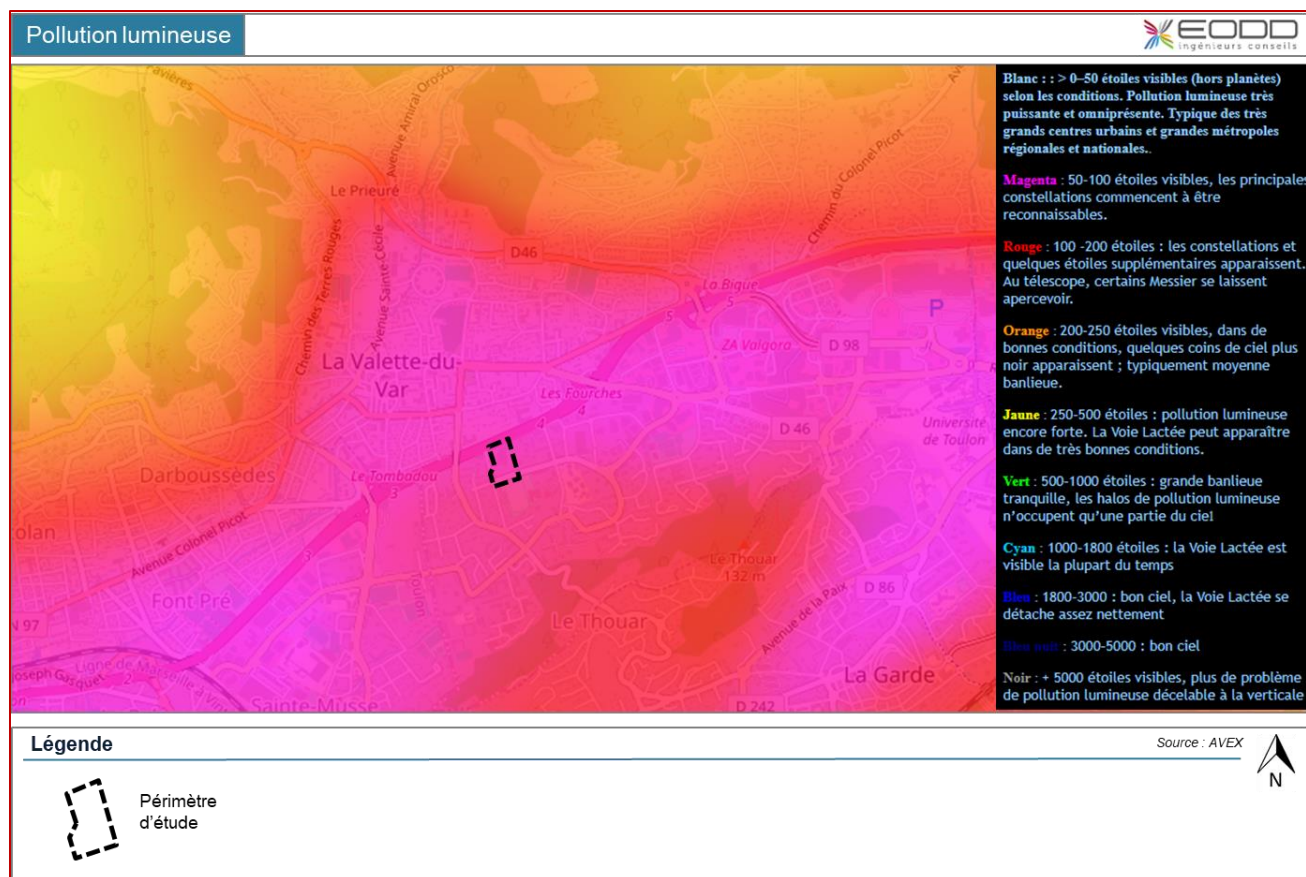 Pollution lumineuse
EODD
ingénieurs conseils
Blanc : : > 0–50 étoiles visibles (hors planètes)
selon les conditions. Pollution lumineuse très
puissante et omniprésente. Typique des très
grands centres urbains et grandes métropoles
régionales et nationales..
Magenta : 50-100 étoiles visibles, les principales
constellations commencent à être
reconnaissables.
Rouge : 100 -200 étoiles : les constellations et
quelques étoiles supplémentaires apparaissent.
Au télescope, certains Messier se laissent
apercevoir.
Orange : 200-250 étoiles visibles, dans de
bonnes conditions, quelques coins de ciel plus
noir apparaissent ; typiquement moyenne
banlieue.
Jaune : 250-500 étoiles : pollution lumineuse
encore forte. La Voie Lactée peut apparaître
dans de très bonnes conditions.
Vert : 500-1000 étoiles : grande banlieue
tranquille, les halos de pollution lumineuse
n'occupent qu'une partie du ciel
Cyan : 1000-1800 étoiles : la Voie Lactée est
visible la plupart du temps
Bleu : 1800-3000 : bon ciel, la Voie Lactée se
détache assez nettement
Bleu nuit : 3000-5000 : bon ciel
Noir : + 5000 étoiles visibles, plus de problème
de pollution lumineuse décelable à la verticale
Avenue Amiral Orosco
Chemin du Colonel Picot
Le Prieuré
Chemin des Terres Rouges
Avenue Sainte-Cécile
D46
La Bigue
5
5
P
ZA Valgora
D 98
La Valette-du-
Var
Les Fourches
4
4
D 46
Université
de Toulon
Darboussèdes
Le Tombadou
3
3
Avenue Colonel Picot
3
Le Thouar
132 m
D 86
Font Pré
Toulon
Le Thouar
Avenue de la Paix
N 97
La Garde
Ligne de Marseille à
Joseph Gasquet
2
Sainte-Musse
D 242
Légende
Source : AVEX
N
Périmètre
d'étude